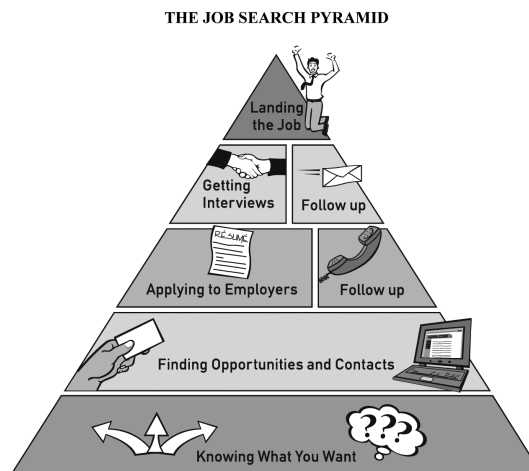 THE JOB SEARCH PYRAMID
Landing
the Job
Getting
Interviews
Follow up
RÉSUMÉ
Applying to Employers
Follow up
Finding Opportunities and Contacts
???
Knowing What You Want